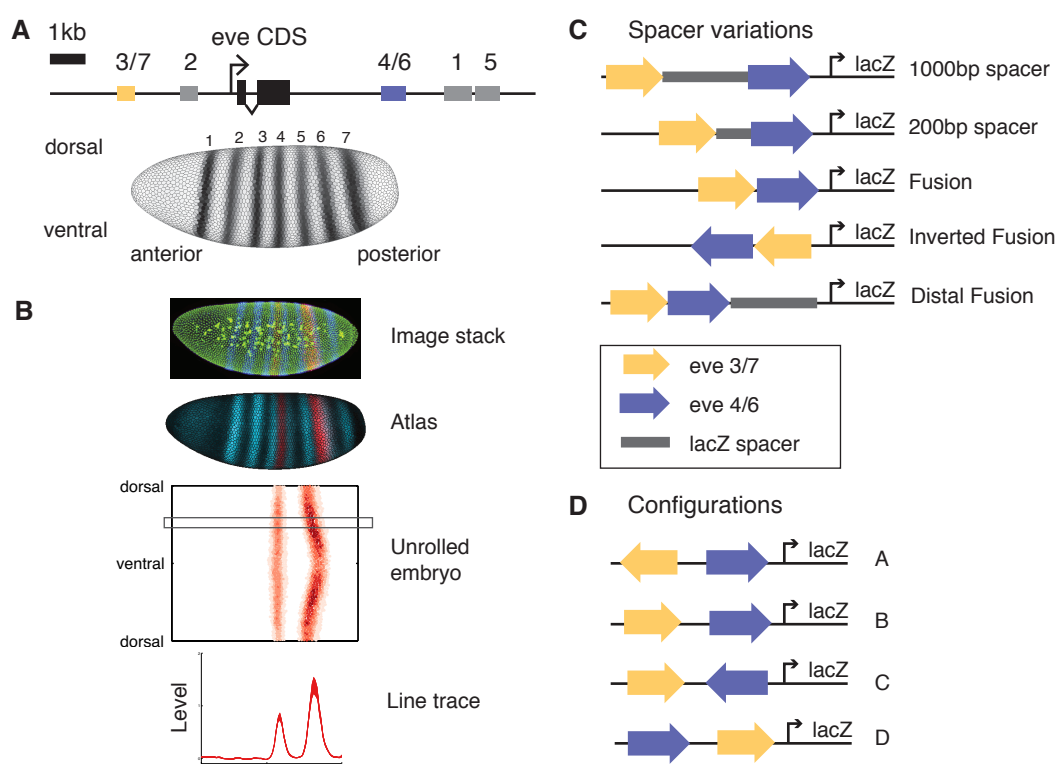 A
1kb
eve CDS
3/7 2 4/6 1 5
dorsal
1 2 3 4 5 6 7
ventral
anterior posterior
B
Image stack
Atlas
dorsal
ventral
dorsal
Unrolled
embryo
Level
Line trace
C Spacer variations
lacZ 1000bp spacer
lacZ 200bp spacer
lacZ Fusion
lacZ Inverted Fusion
lacZ Distal Fusion
eve 3/7
eve 4/6
lacZ spacer
D Configurations
lacZ A
lacZ B
lacZ C
lacZ D